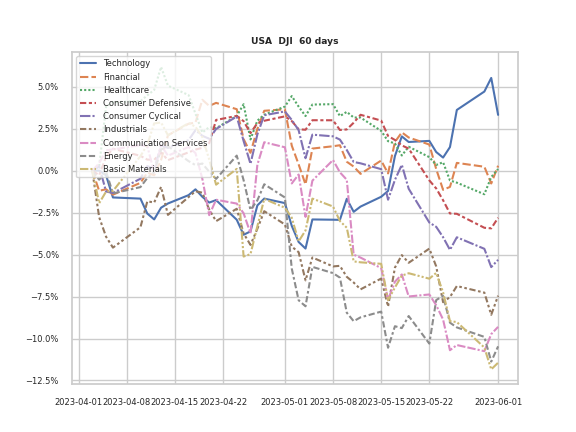 USA DJI 60 days
Technology
Financial
Healthcare
Consumer Defensive
Consumer Cyclical
Industrials
Communication Services
Energy
Basic Materials
5.0%
2.5%
0.0%
−2.5%
−5.0%
−7.5%
−10.0%
−12.5%
2023-04-01 2023-04-08 2023-04-15 2023-04-22 2023-05-01 2023-05-08 2023-05-15 2023-05-22 2023-06-01